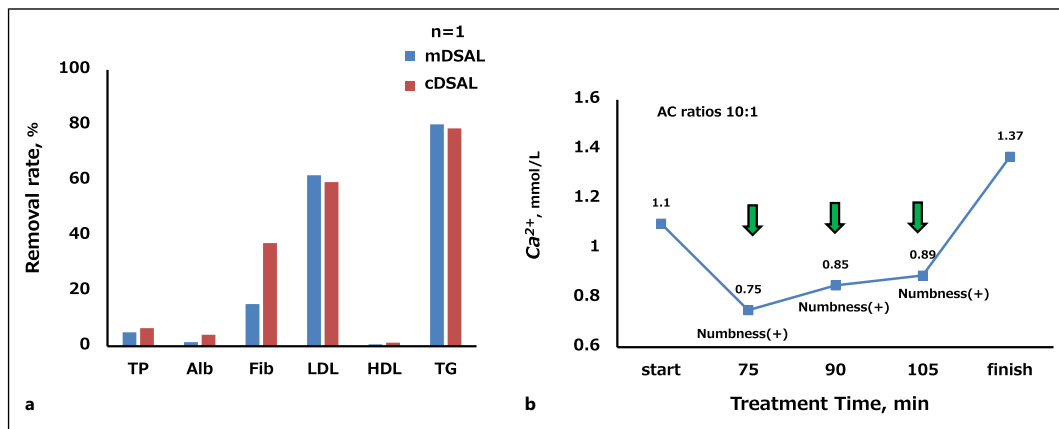 n=1
mDSAL
cDSAL
Removal rate, %
100
80
60
40
20
0
TP Alb Fib LDL HDL TG
a
AC ratios 10:1
Ca²⁺, mmol/L
1.6
1.4
1.2
1
0.8
0.6
1.1
0.75
0.85
0.89
1.37
Numbness(+)
Numbness(+)
Numbness(+)
start 75 90 105 finish
Treatment Time, min
b